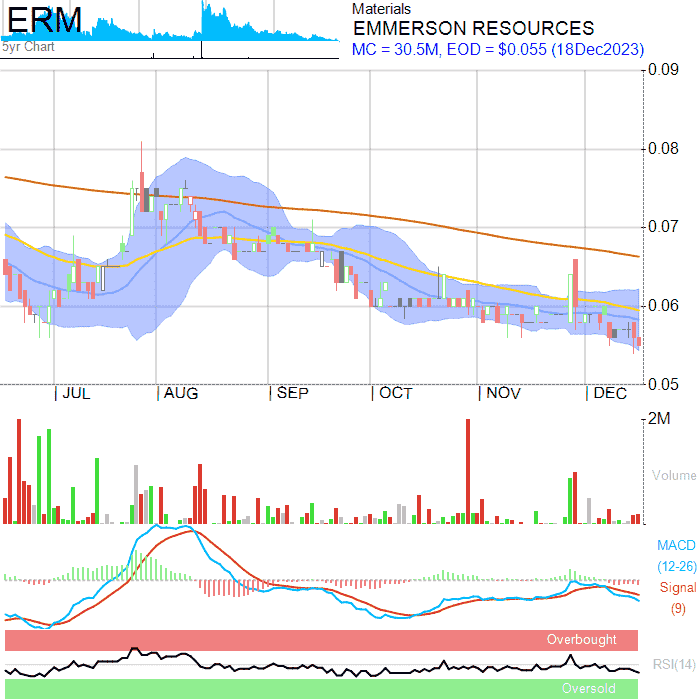 ERM
5yr Chart
Materials
EMMERSON RESOURCES
MC = 30.5M, EOD = $0.055 (18Dec2023)
0.09
0.08
0.07
0.06
0.05
JUL AUG SEP OCT NOV DEC
2M
Volume
MACD
(12-26)
Signal
(9)
Overbought
RSI(14)
Oversold